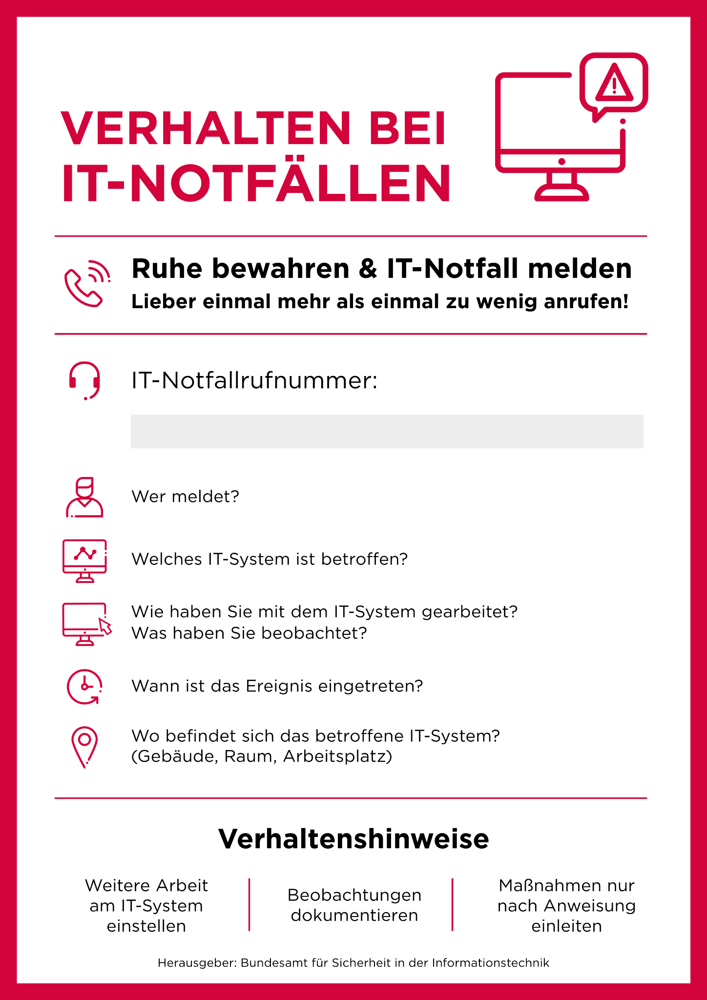 VERHALTEN BEI
IT-NOTFÄLLEN
Ruhe bewahren & IT-Notfall melden
Lieber einmal mehr als einmal zu wenig anrufen!
IT-Notfallrufnummer:
Wer meldet?
Welches IT-System ist betroffen?
Wie haben Sie mit dem IT-System gearbeitet?
Was haben Sie beobachtet?
Wann ist das Ereignis eingetreten?
Wo befindet sich das betroffene IT-System?
(Gebäude, Raum, Arbeitsplatz)
Verhaltenshinweise
Weitere Arbeit
am IT-System
einstellen
Beobachtungen
dokumentieren
Maßnahmen nur
nach Anweisung
einleiten
Herausgeber: Bundesamt für Sicherheit in der Informationstechnik